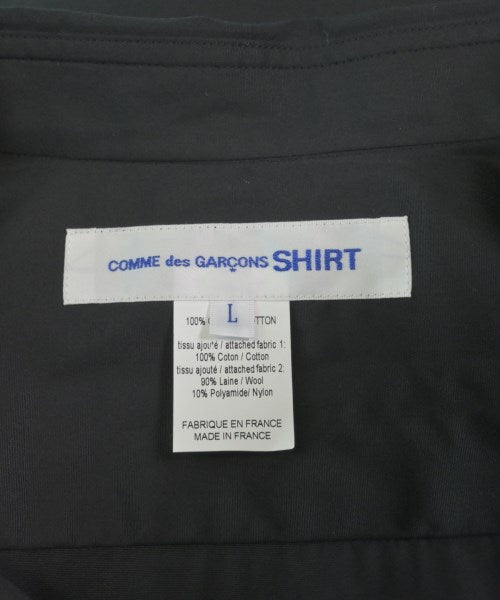 COMME des GARÇONS SHIRT
L
100% OTTON
tissu ajouté / attached fabric 1:
100% Coton / Cotton
tissu ajouté / attached fabric 2:
90% Laine / Wool
10% Polyamide/ Nylon
FABRIQUE EN FRANCE
MADE IN FRANCE